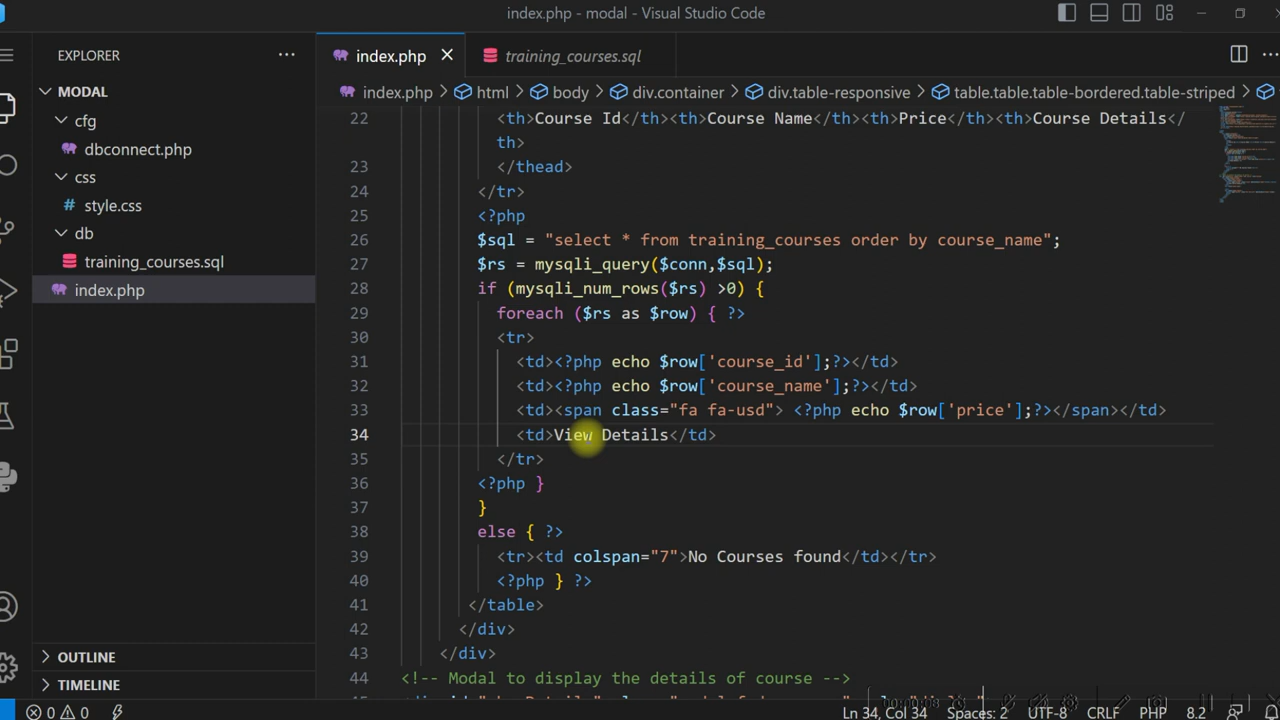 index.php - modal - Visual Studio Code
EXPLORER
index.php
training_courses.sql
MODAL
cfg
dbconnect.php
css
style.css
db
training_courses.sql
index.php
OUTLINE
TIMELINE
index.php > html > body > div.container > div.table-responsive > table.table.table-bordered.table-striped >
22 <th>Course Id</th><th>Course Name</th><th>Price</th><th>Course Details</
th>
23 </thead>
24 </tr>
25 <?php
26 $sql = "select * from training_courses order by course_name";
27 $rs = mysqli_query($conn,$sql);
28 if (mysqli_num_rows($rs) >0) {
29 foreach ($rs as $row) { ?>
30 <tr>
31 <td><?php echo $row['course_id'];?></td>
32 <td><?php echo $row['course_name'];?></td>
33 <td><span class="fa fa-usd"> <?php echo $row['price'];?></span></td>
34 <td>View Details</td>
35 </tr>
36 <?php }
37 }
38 else { ?>
39 <tr><td colspan="7">No Courses found</td></tr>
40 <?php } ?>
41 </table>
42 </div>
43 </div>
44 <!-- Modal to display the details of course -->
0 0 Ln 34, Col 34 Spaces: 2 UTF-8 CRLF PHP 8.2